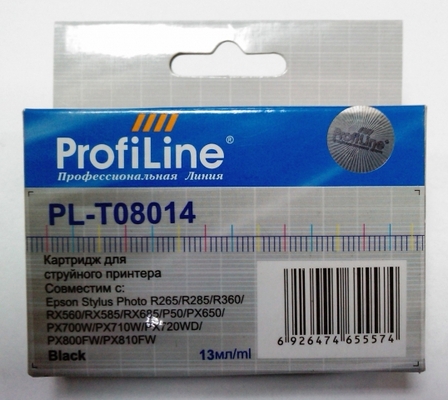 ProfiLine®
Профессиональная Линия
ProfiLine
PL-T08014
Картридж для
струйного принтера
Совместим с:
Epson Stylus Photo R265/R285/R360/
RX560/RX585/RX685/P50/PX650/
PX700W/PX710W/PX720WD/
PX800FW/PX810FW
Black 13мл/ml
6 926474 655574